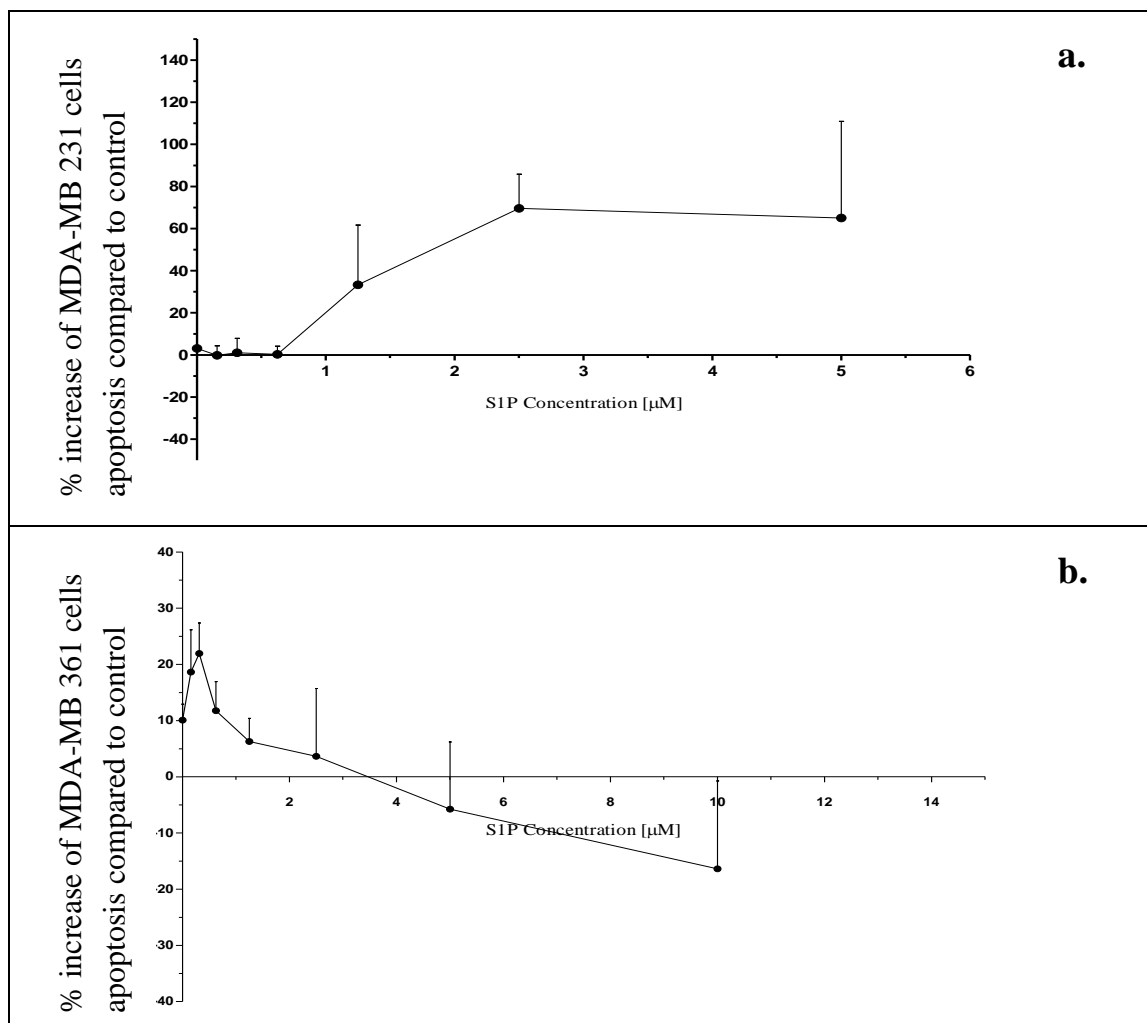 a.
% increase of MDA-MB 231 cells
apoptosis compared to control
140
120
100
80
60
40
20
0
-20
-40
1 2 3 4 5 6
S1P Concentration [μM]
b.
% increase of MDA-MB 361 cells
apoptosis compared to control
40
30
20
10
0
-10
-20
-30
-40
2 4 6 8 10 12 14
S1P Concentration [μM]